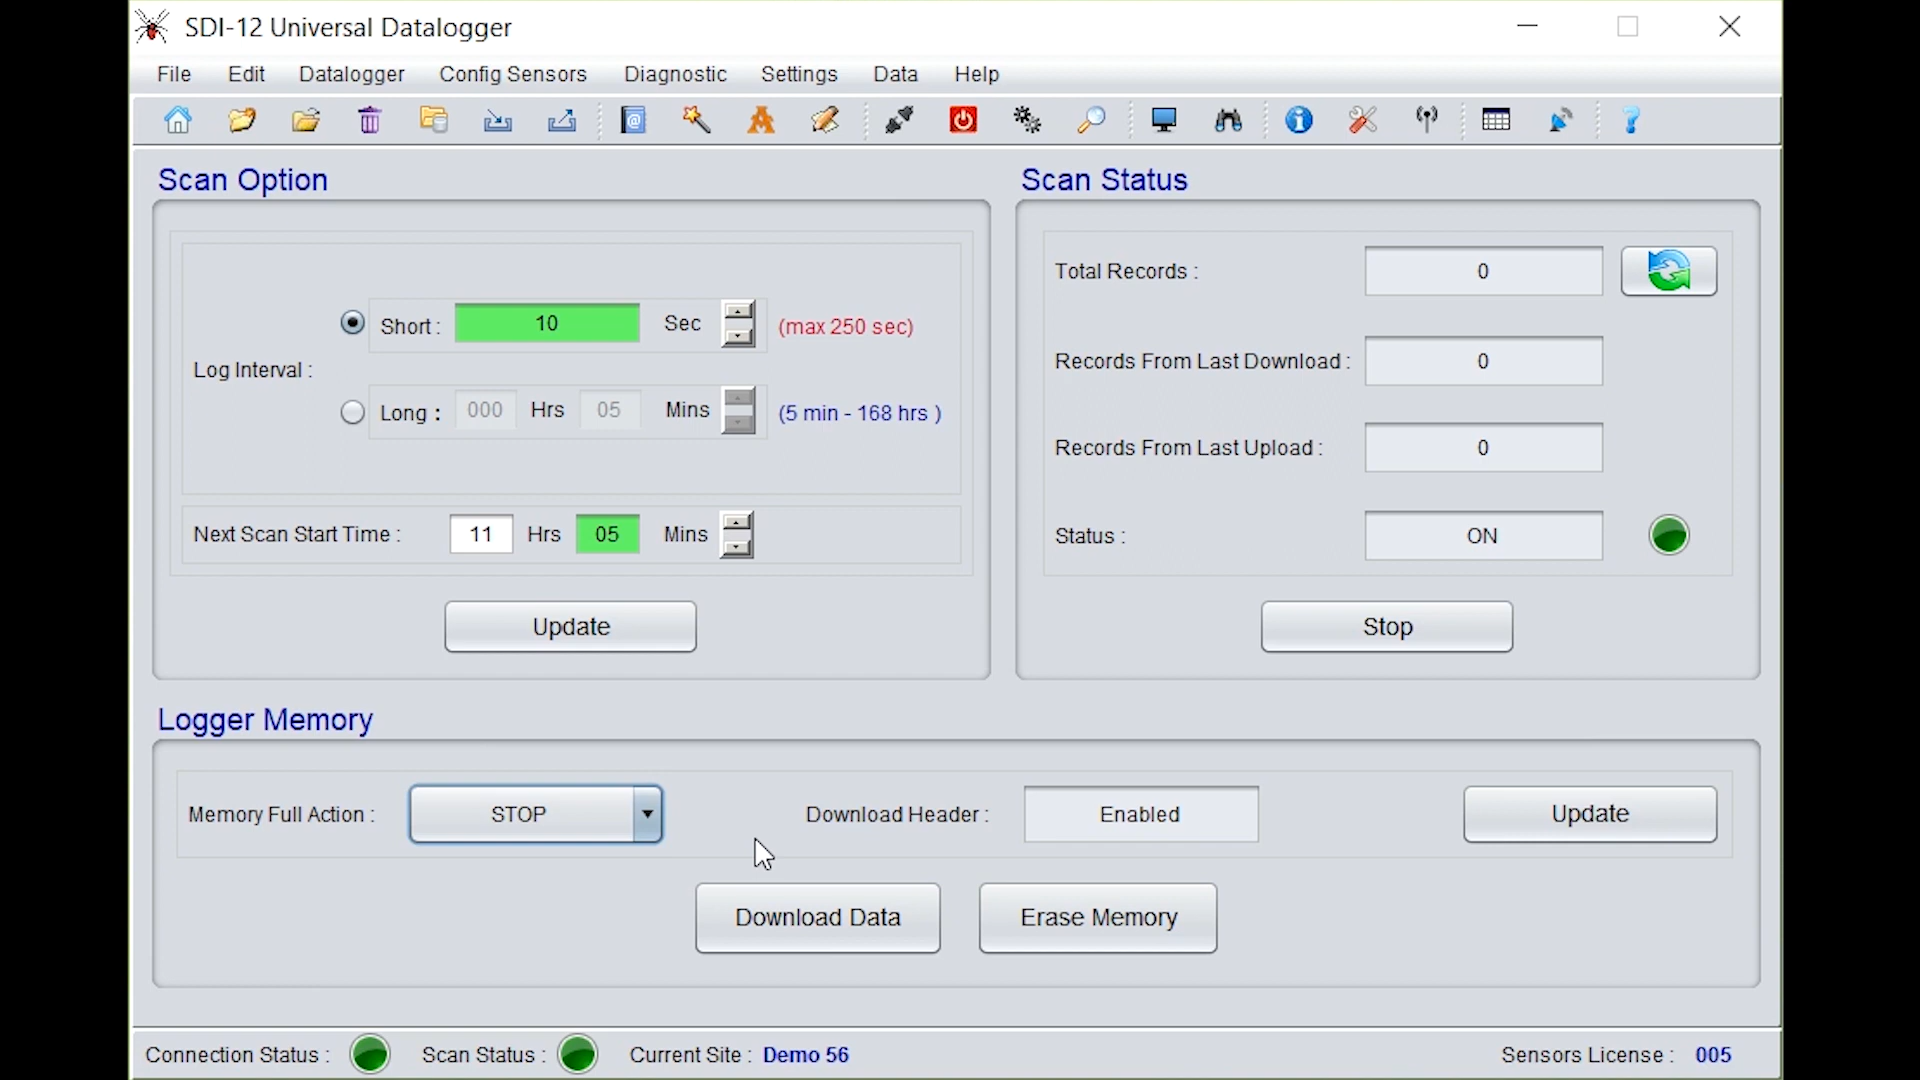 SDI-12 Universal Datalogger
File Edit Datalogger Config Sensors Diagnostic Settings Data Help
Scan Option
Log Interval :
Short : 10 Sec (max 250 sec)
Long : 000 Hrs 05 Mins (5 min - 168 hrs )
Next Scan Start Time : 11 Hrs 05 Mins
Update
Scan Status
Total Records : 0
Records From Last Download : 0
Records From Last Upload : 0
Status : ON
Stop
Logger Memory
Memory Full Action : STOP Download Header : Enabled Update
Download Data Erase Memory
Connection Status : Scan Status : Current Site : Demo 56 Sensors License : 005